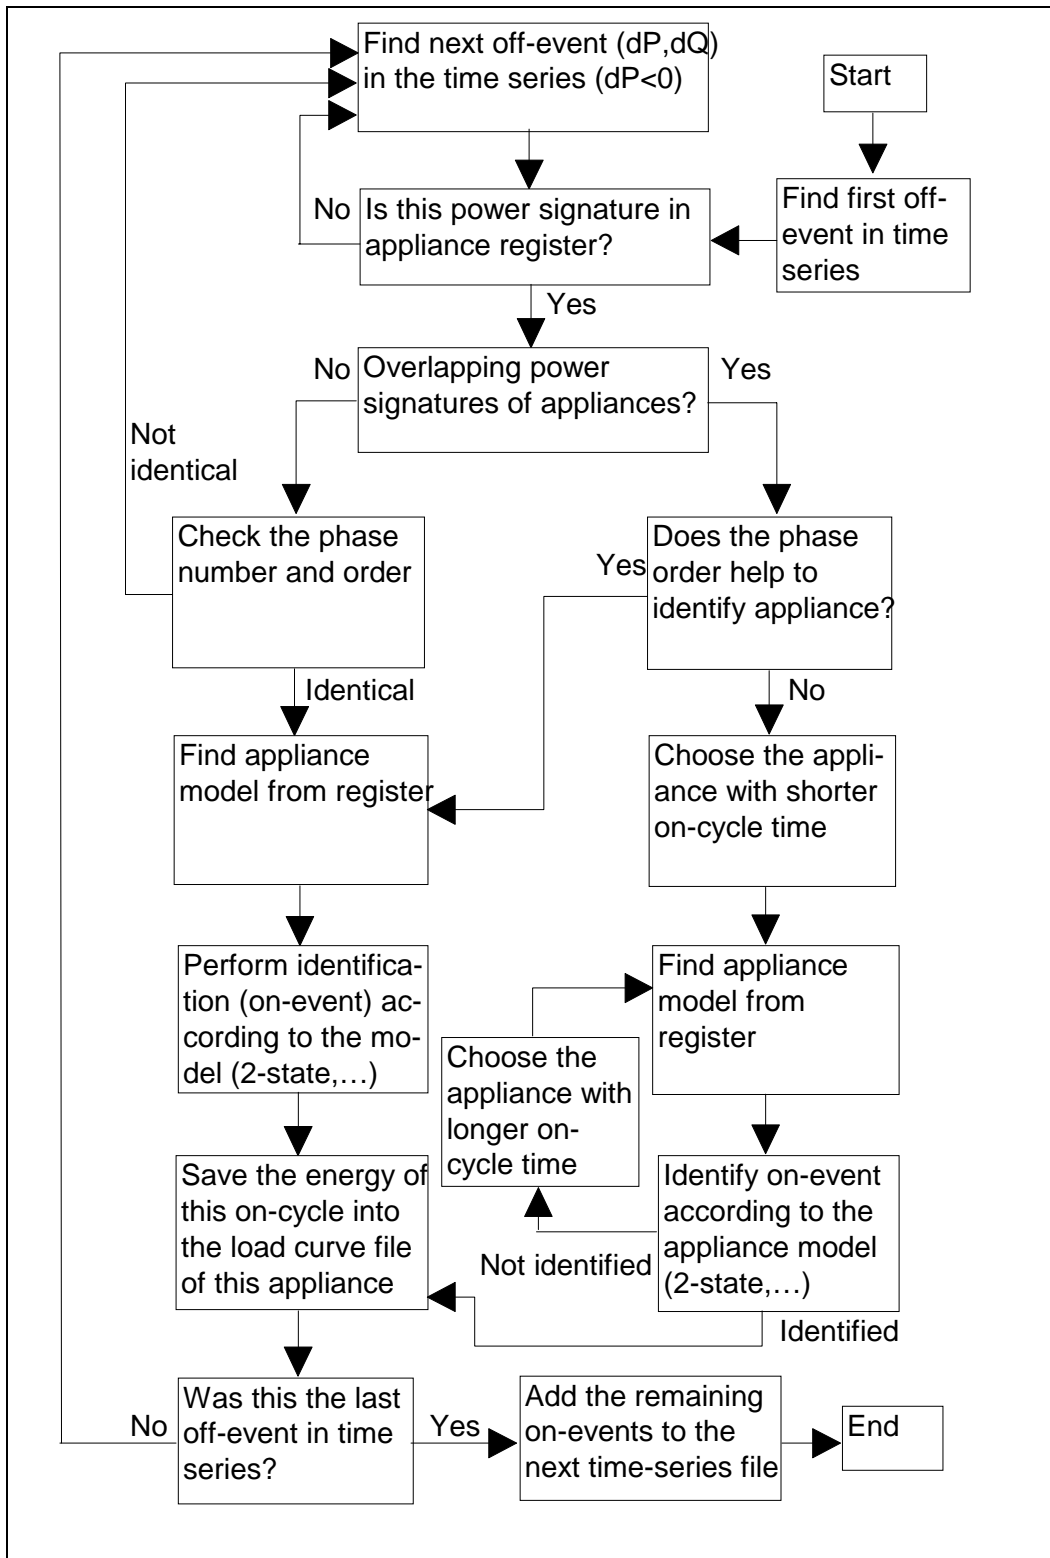 Find next off-event (dP,dQ)
in the time series (dP<0)
Start
Find first off-
event in time
series
No
Is this power signature in
appliance register?
Yes
No
Overlapping power
signatures of appliances?
Yes
Not
identical
Check the phase
number and order
Yes
Does the phase
order help to
identify appliance?
Identical
No
Find appliance
model from register
Choose the appli-
ance with shorter
on-cycle time
Perform identifica-
tion (on-event) ac-
cording to the mo-
del (2-state,…)
Find appliance
model from
register
Choose the
appliance with
longer on-
cycle time
Save the energy of
this on-cycle into
the load curve file
of this appliance
Identify on-event
according to the
appliance model
(2-state,…)
Not identified
Identified
No
Was this the last
off-event in time
series?
Yes
Add the remaining
on-events to the
next time-series file
End